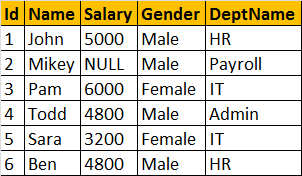 Id Name Salary Gender DeptName
1 John 5000 Male HR
2 Mikey NULL Male Payroll
3 Pam 6000 Female IT
4 Todd 4800 Male Admin
5 Sara 3200 Female IT
6 Ben 4800 Male HR